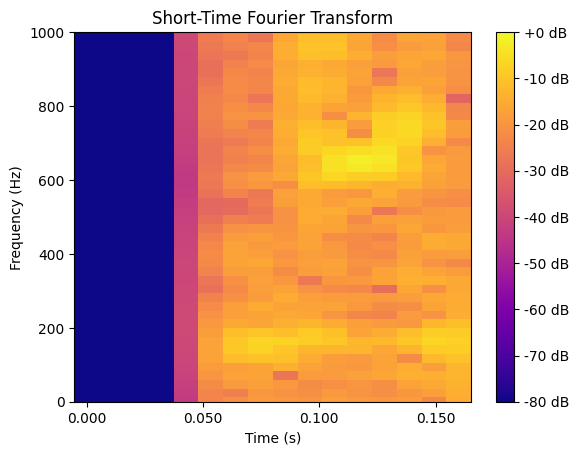 Short-Time Fourier Transform
1000
800
600
400
200
0
Frequency (Hz)
0.000
0.050
0.100
0.150
Time (s)
+0 dB
-10 dB
-20 dB
-30 dB
-40 dB
-50 dB
-60 dB
-70 dB
-80 dB